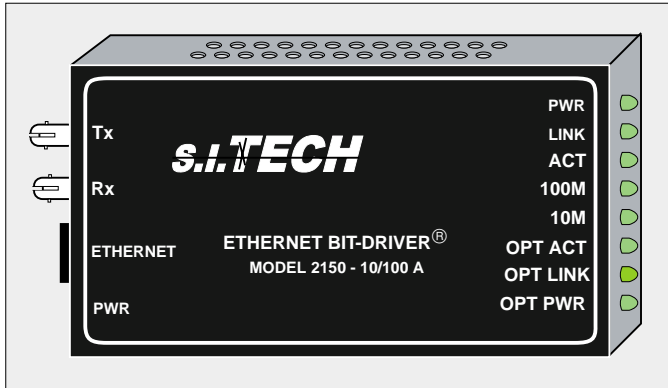 Tx
Rx
ETHERNET
PWR
S.I.TECH
ETHERNET BIT-DRIVER®
MODEL 2150 - 10/100 A
PWR
LINK
ACT
100M
10M
OPT ACT
OPT LINK
OPT PWR